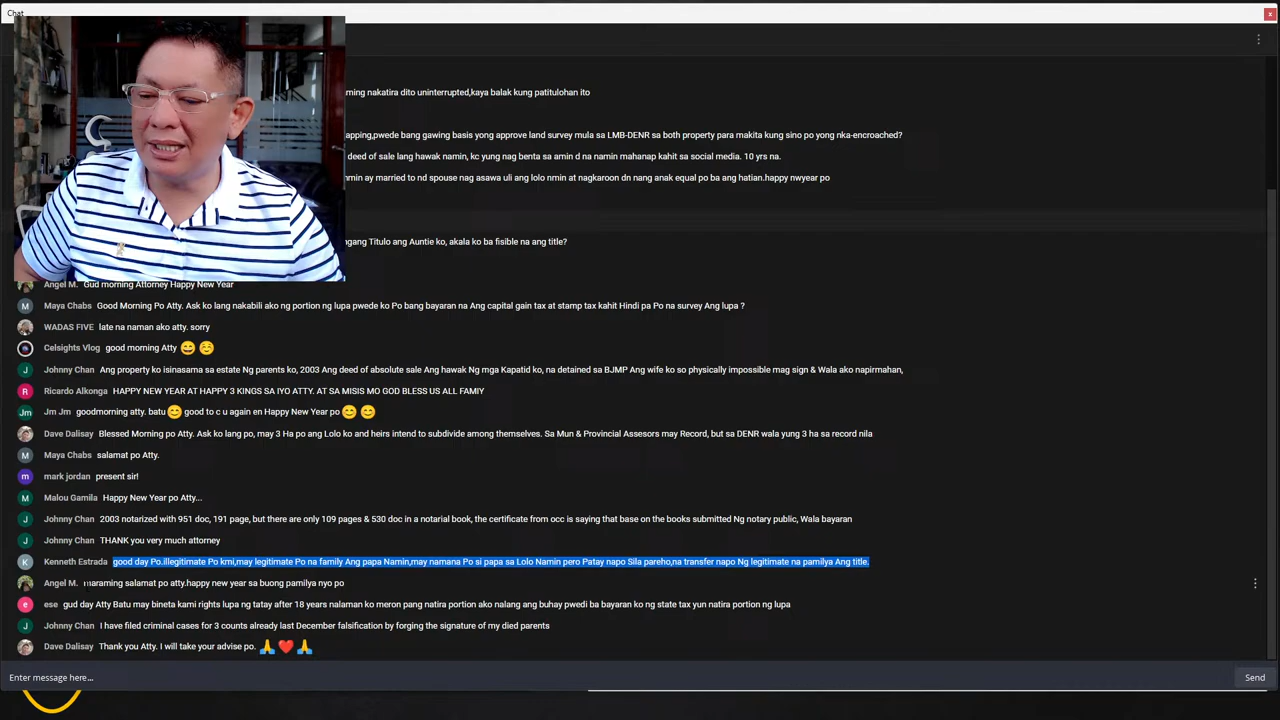 Chat
aming nakatira dito uninterrupted,kaya balak kung patitulohan ito
apping,pwede bang gawing basis yong approve land survey mula sa LMB-DENR sa both property para makita kung sino po yong nka-encroached?
deed of sale lang hawak namin, kc yung nag benta sa amin d na namin mahanap kahit sa social media. 10 yrs na.
nmin ay married to nd spouse nag asawa uli ang lolo nmin at nagkaroon dn nang anak equal po ba ang hatian.happy nwyear po
ngang Titulo ang Auntie ko, akala ko ba fisible na ang title?
Angel M. Gud morning Attorney Happy New Year
M Maya Chabs Good Morning Po Atty. Ask ko lang nakabili ako ng portion ng lupa pwede ko Po bang bayaran na Ang capital gain tax at stamp tax kahit Hindi pa Po na survey Ang lupa ?
WADAS FIVE late na naman ako atty. sorry
Celsights Vlog good morning Atty 😄 ☺️
J Johnny Chan Ang property ko isinasama sa estate Ng parents ko, 2003 Ang deed of absolute sale Ang hawak Ng mga Kapatid ko, na detained sa BJMP Ang wife ko so physically impossible mag sign & Wala ako napirmahan,
R Ricardo Alkonga HAPPY NEW YEAR AT HAPPY 3 KINGS SA IYO ATTY. AT SA MISIS MO GOD BLESS US ALL FAMIY
Jm Jm Jm goodmorning atty. batu😊 good to c u again en Happy New Year po😊 😊
Dave Dalisay Blessed Morning po Atty. Ask ko lang po, may 3 Ha po ang Lolo ko and heirs intend to subdivide among themselves. Sa Mun & Provincial Assesors may Record, but sa DENR wala yung 3 ha sa record nila
M Maya Chabs salamat po Atty.
m mark jordan present sir!
M Malou Gamila Happy New Year po Atty...
J Johnny Chan 2003 notarized with 951 doc, 191 page, but there are only 109 pages & 530 doc in a notarial book, the certificate from occ is saying that base on the books submitted Ng notary public, Wala bayaran
J Johnny Chan THANK you very much attorney
K Kenneth Estrada good day Po.illegitimate Po kmi,may legitimate Po na family Ang papa Namin,may namana Po si papa sa Lolo Namin pero Patay napo Sila pareho,na transfer napo Ng legitimate na pamilya Ang title.
Angel M. maraming salamat po atty.happy new year sa buong pamilya nyo po
e ese gud day Atty Batu may bineta kami rights lupa ng tatay after 18 years nalaman ko meron pang natira portion ako nalang ang buhay pwedi ba bayaran ko ng state tax yun natira portion ng lupa
J Johnny Chan I have filed criminal cases for 3 counts already last December falsification by forging the signature of my died parents
Dave Dalisay Thank you Atty. I will take your advise po. 🙏 ❤️ 🙏
Enter message here...
Send